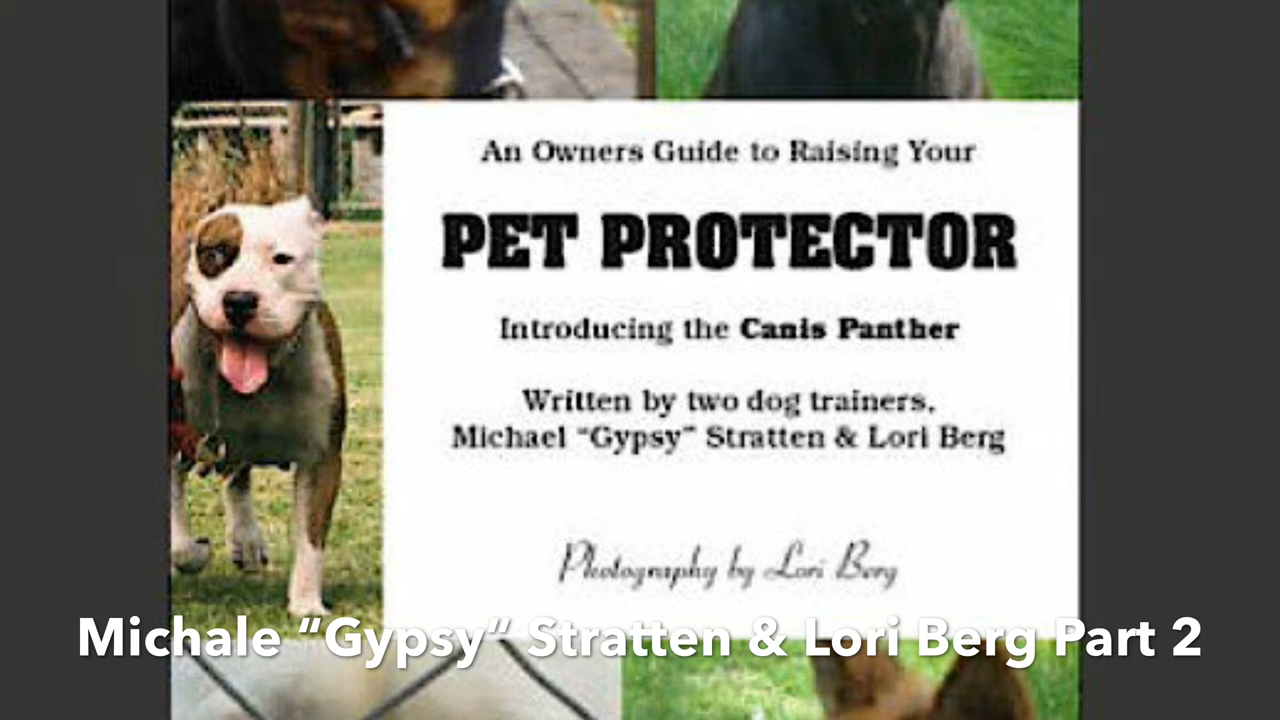 An Owners Guide to Raising Your
PET PROTECTOR
Introducing the Canis Panther
Written by two dog trainers,
Michael "Gypsy" Stratten & Lori Berg
Photography by Lori Berg
Michale “Gypsy” Stratten & Lori Berg Part 2